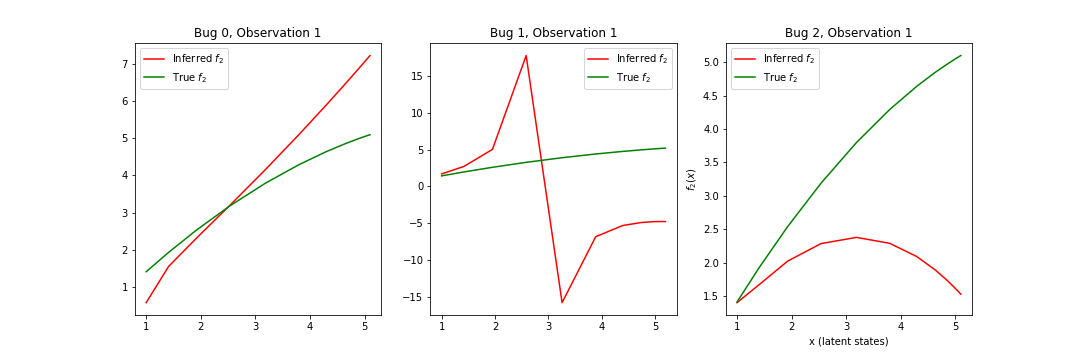 Bug 0, Observation 1
Inferred f₂
True f₂
7
6
5
4
3
2
1
1 2 3 4 5
Bug 1, Observation 1
Inferred f₂
True f₂
15
10
5
0
−5
−10
−15
1 2 3 4 5
Bug 2, Observation 1
Inferred f₂
True f₂
f₂(x)
5.0
4.5
4.0
3.5
3.0
2.5
2.0
1.5
1 2 3 4 5
x (latent states)